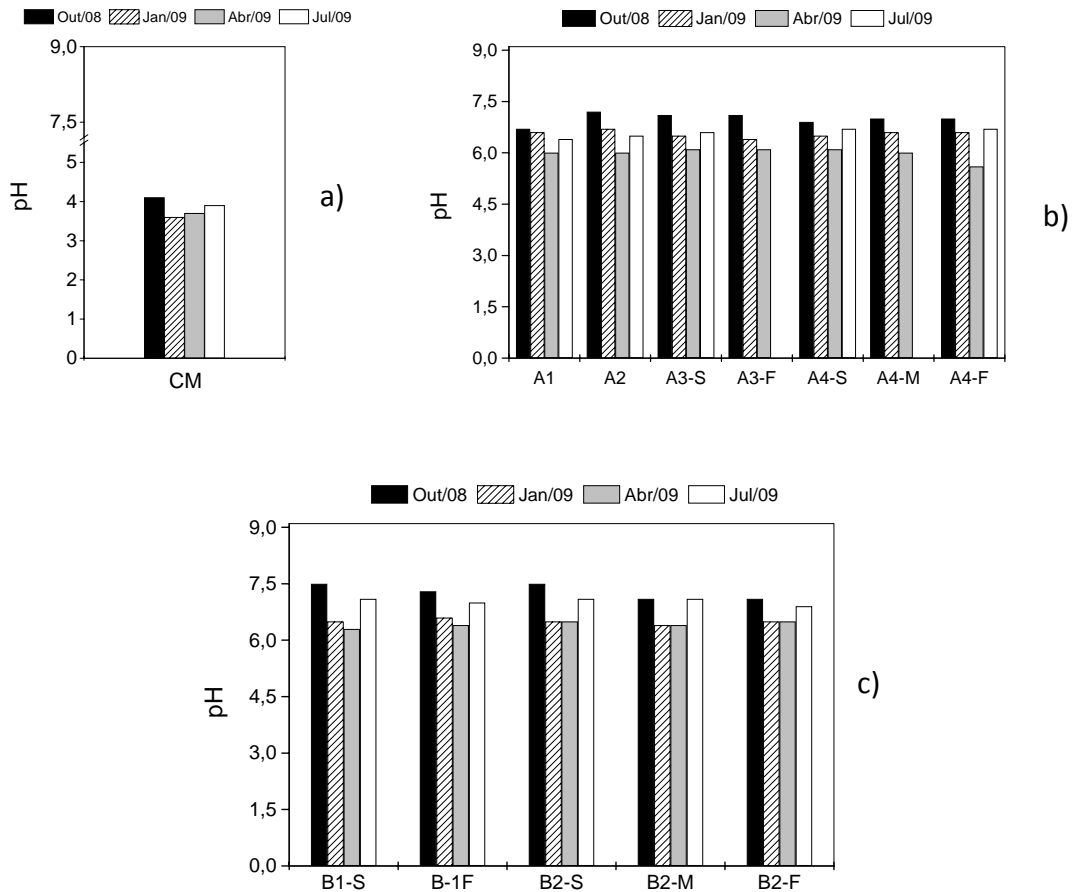 Out/08 Jan/09 Abr/09 Jul/09
9,0
7,5
5
4
3
2
1
0
pH
CM
a)
Out/08 Jan/09 Abr/09 Jul/09
9,0
7,5
6,0
4,5
3,0
1,5
0,0
pH
A1 A2 A3-S A3-F A4-S A4-M A4-F
b)
Out/08 Jan/09 Abr/09 Jul/09
9,0
7,5
6,0
4,5
3,0
1,5
0,0
pH
B1-S B-1F B2-S B2-M B2-F
c)